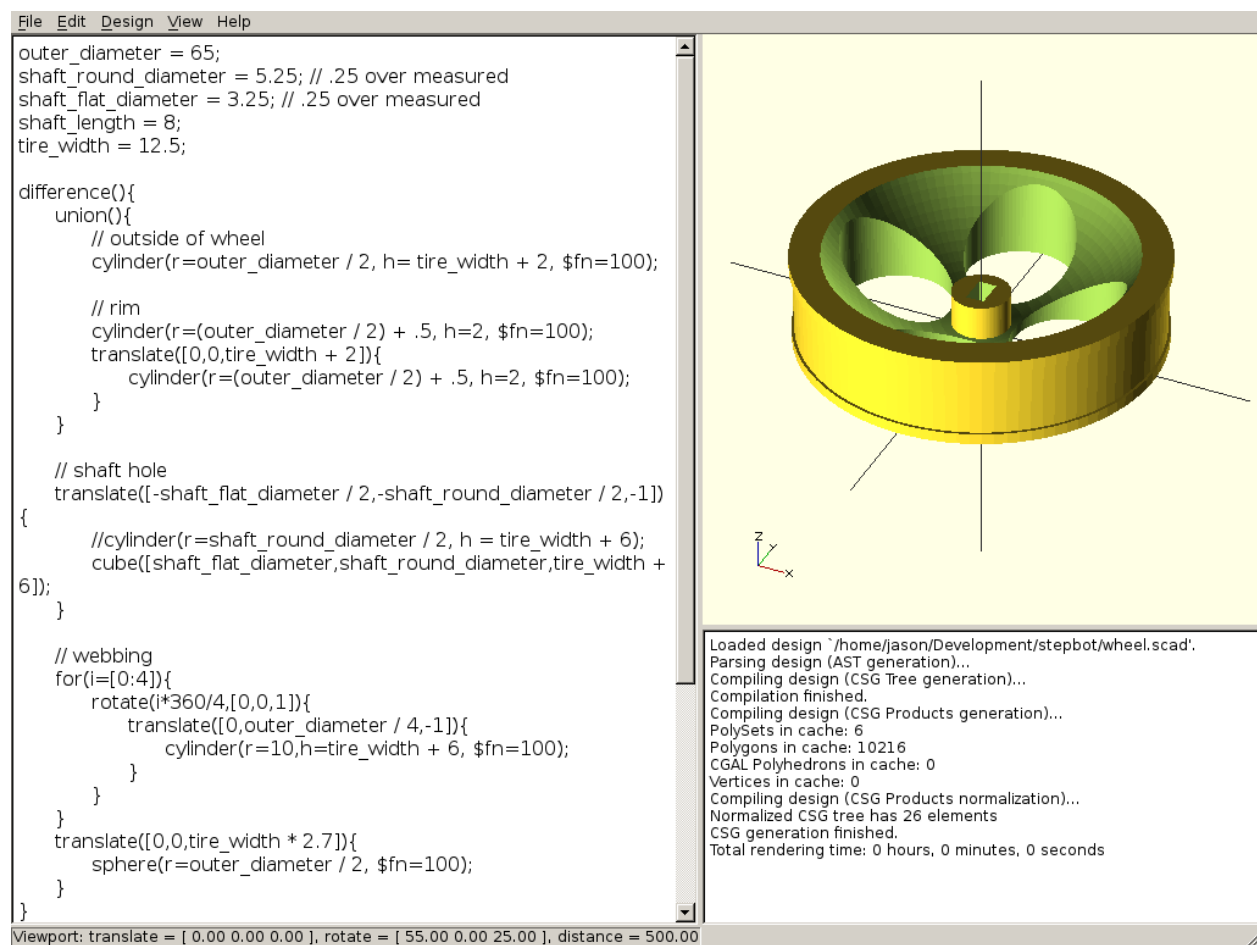 File Edit Design View Help
outer_diameter = 65;
shaft_round_diameter = 5.25; // .25 over measured
shaft_flat_diameter = 3.25; // .25 over measured
shaft_length = 8;
tire_width = 12.5;
difference(){
union(){
// outside of wheel
cylinder(r=outer_diameter / 2, h= tire_width + 2, $fn=100);
// rim
cylinder(r=(outer_diameter / 2) + .5, h=2, $fn=100);
translate([0,0,tire_width + 2]){
cylinder(r=(outer_diameter / 2) + .5, h=2, $fn=100);
}
}
// shaft hole
translate([-shaft_flat_diameter / 2,-shaft_round_diameter / 2,-1])
{
//cylinder(r=shaft_round_diameter / 2, h = tire_width + 6);
cube([shaft_flat_diameter,shaft_round_diameter,tire_width +
6]);
}
// webbing
for(i=[0:4]){
rotate(i*360/4,[0,0,1]){
translate([0,outer_diameter / 4,-1]){
cylinder(r=10,h=tire_width + 6, $fn=100);
}
}
}
translate([0,0,tire_width * 2.7]){
sphere(r=outer_diameter / 2, $fn=100);
}
}
Z
Y
X
Loaded design `/home/jason/Development/stepbot/wheel.scad'.
Parsing design (AST generation)...
Compiling design (CSG Tree generation)...
Compilation finished.
Compiling design (CSG Products generation)...
PolySets in cache: 6
Polygons in cache: 10216
CGAL Polyhedrons in cache: 0
Vertices in cache: 0
Compiling design (CSG Products normalization)...
Normalized CSG tree has 26 elements
CSG generation finished.
Total rendering time: 0 hours, 0 minutes, 0 seconds
Viewport: translate = [ 0.00 0.00 0.00 ], rotate = [ 55.00 0.00 25.00 ], distance = 500.00